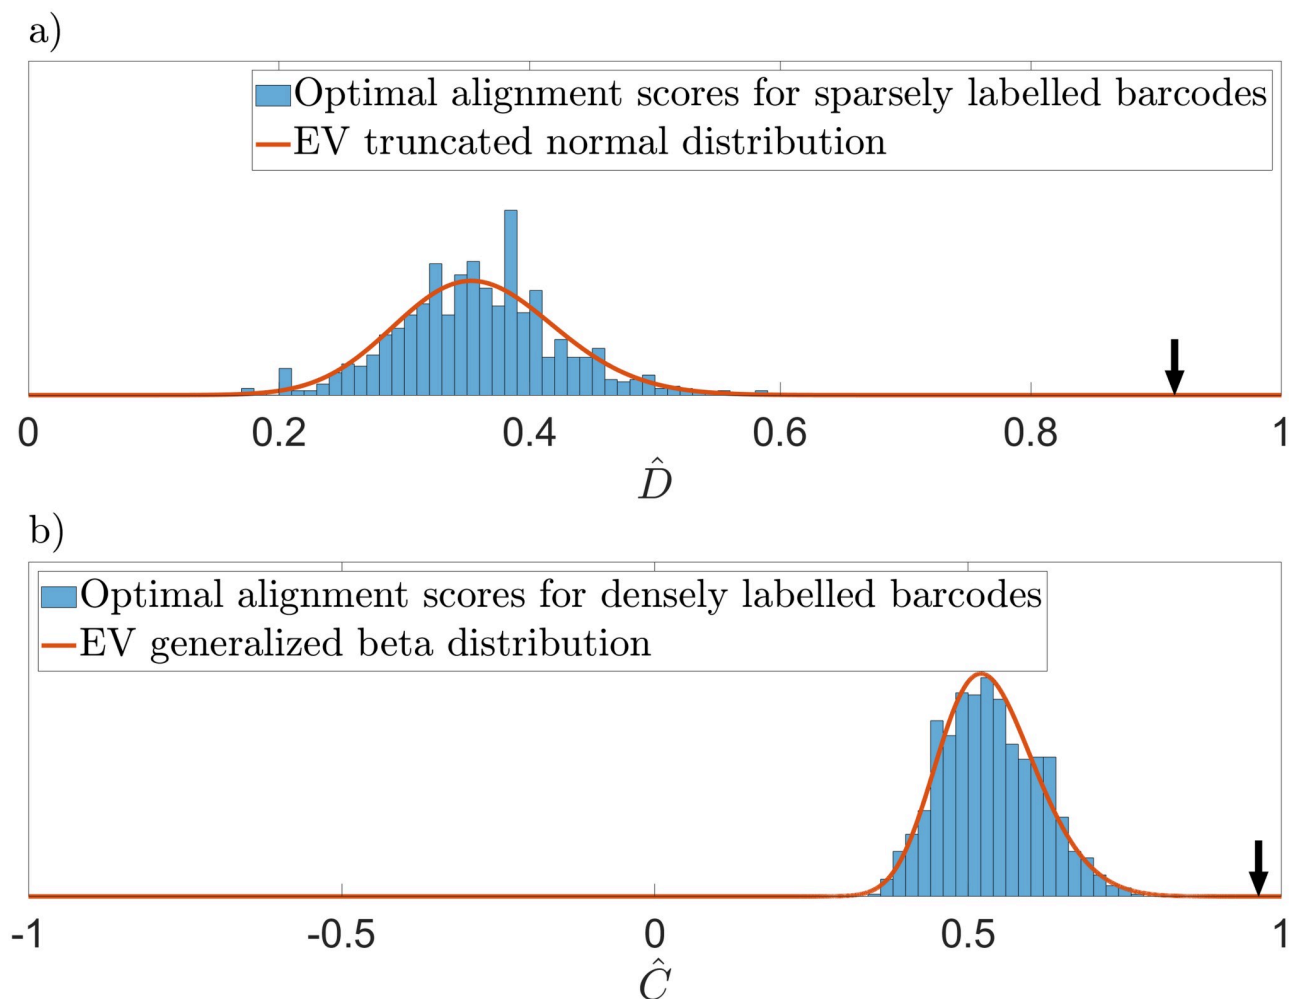 a)
Optimal alignment scores for sparsely labelled barcodes
EV truncated normal distribution
0 0.2 0.4 0.6 0.8 1
D̂
b)
Optimal alignment scores for densely labelled barcodes
EV generalized beta distribution
-1 -0.5 0 0.5 1
Ĉ